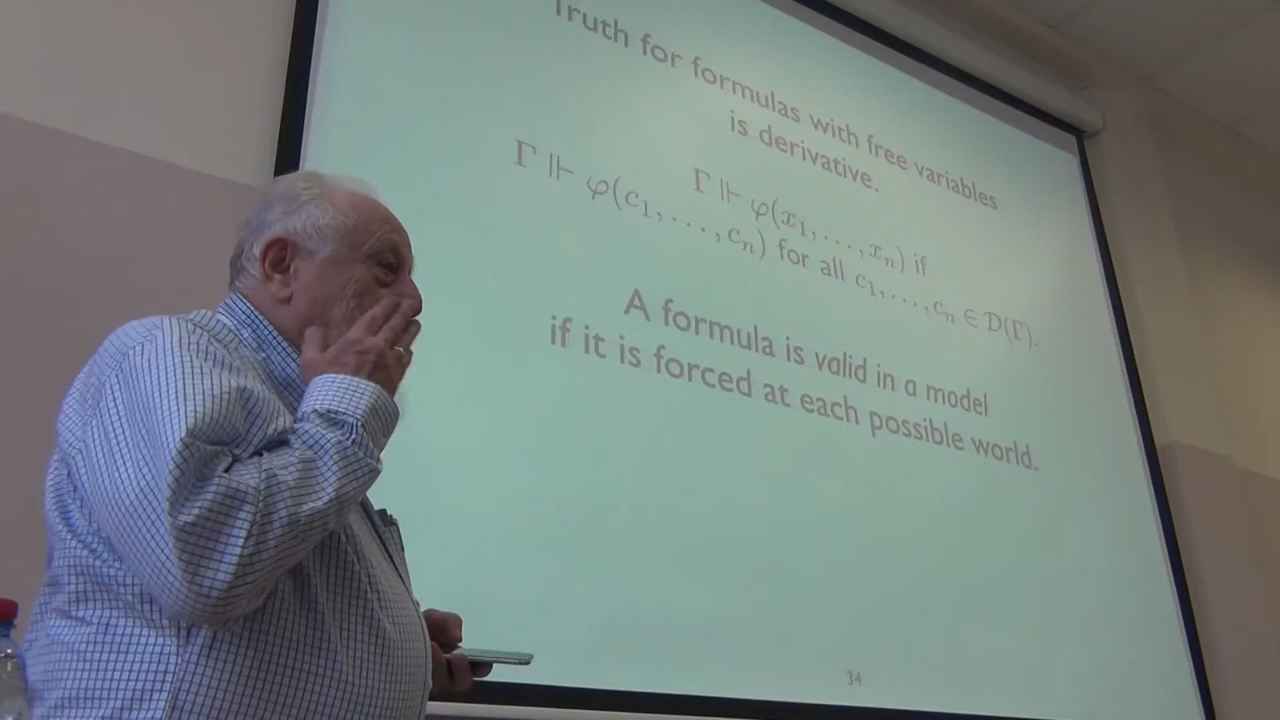 Truth for formulas with free variables
is derivative.
Γ ⊩ φ(x₁, . . . , xₙ) if
Γ ⊩ φ(c₁, . . . , cₙ) for all c₁, . . . , cₙ ∈ D(Γ).
A formula is valid in a model
if it is forced at each possible world.
34